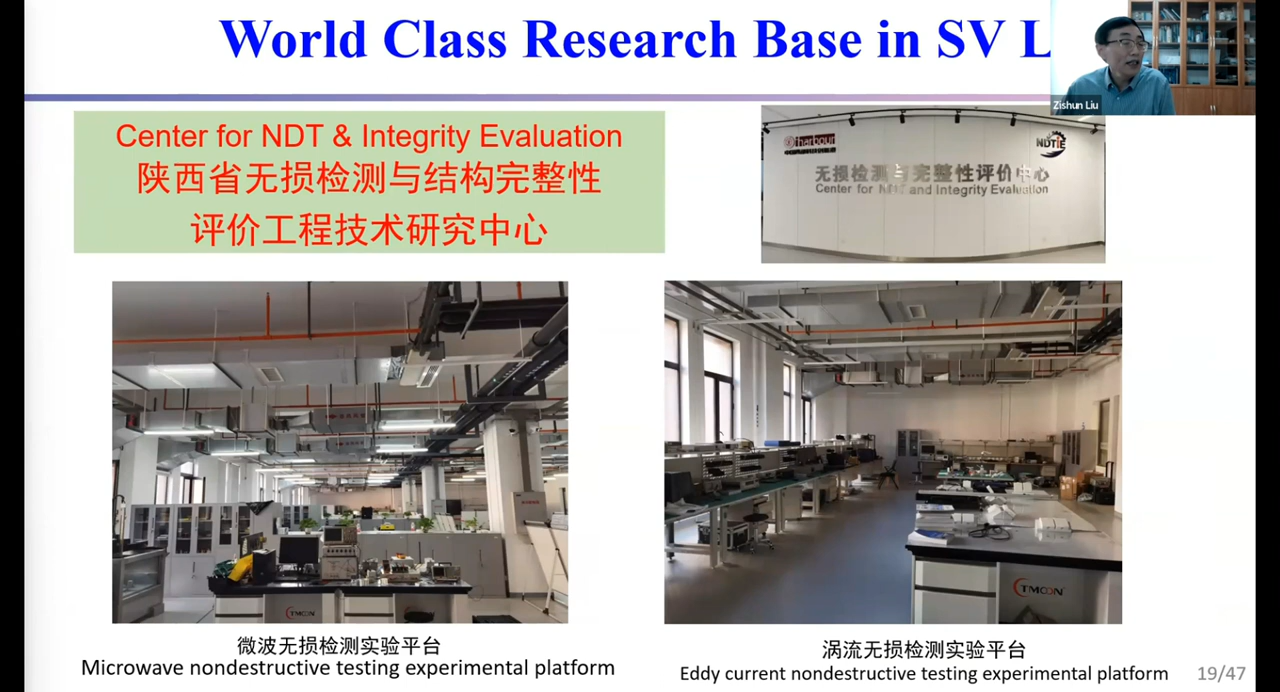 World Class Research Base in SV L
Zishun Liu
Center for NDT & Integrity Evaluation
陕西省无损检测与结构完整性
评价工程技术研究中心
iharbour
NDTIE
无损检测与完整性评价中心
Center for NDT and Integrity Evaluation
TMOON
TMOON
微波无损检测实验平台
Microwave nondestructive testing experimental platform
涡流无损检测实验平台
Eddy current nondestructive testing experimental platform
19/47